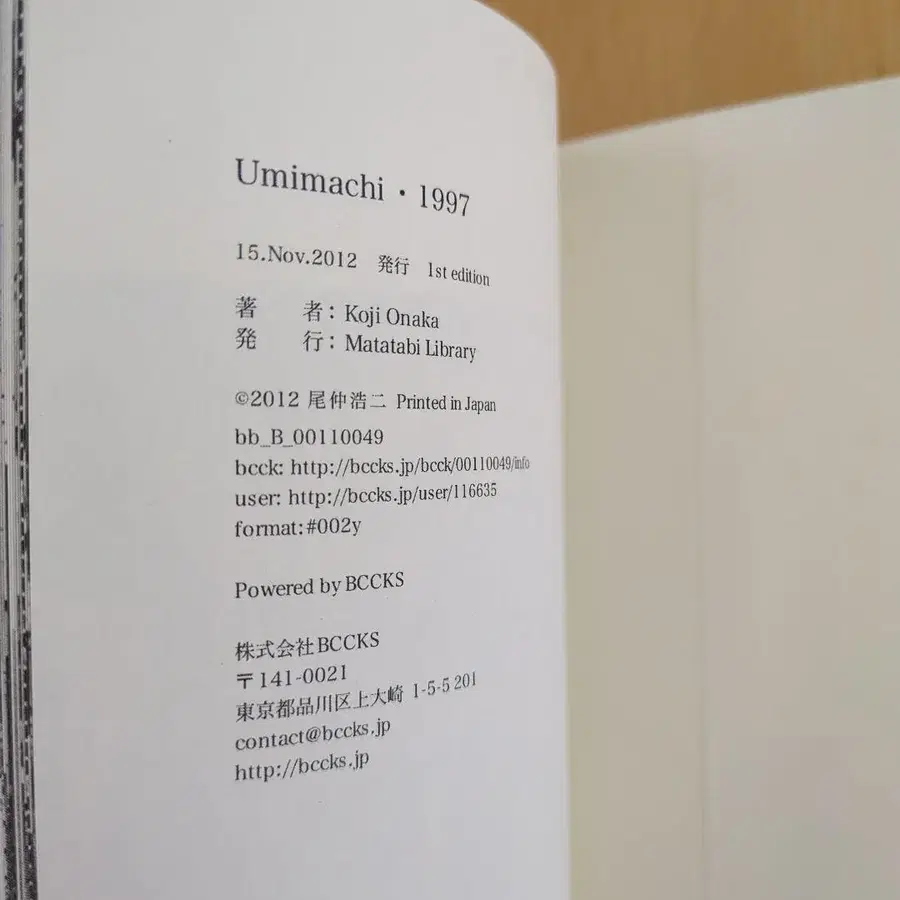 Umimachi・1997
15.Nov.2012 発行 1st edition
著 者： Koji Onaka
発 行： Matatabi Library
©2012 尾仲浩二 Printed in Japan
bb_B_00110049
bcck: http://bccks.jp/bcck/00110049/info
user: http://bccks.jp/user/116635
format:#002y
Powered by BCCKS
株式会社BCCKS
〒141-0021
東京都品川区上大崎 1-5-5 201
contact@bccks.jp
http://bccks.jp